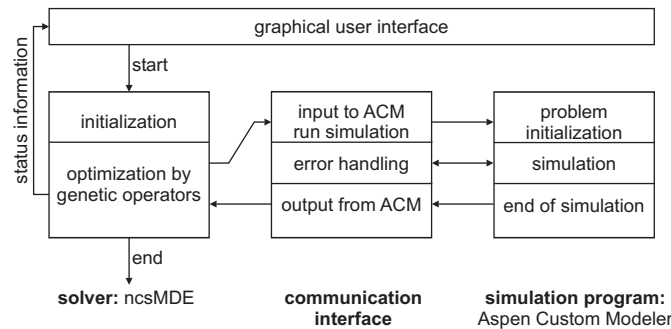 graphical user interface
status information
start
initialization
optimization by
genetic operators
end
input to ACM
run simulation
error handling
output from ACM
problem
initialization
simulation
end of simulation
solver: ncsMDE
communication
interface
simulation program:
Aspen Custom Modeler